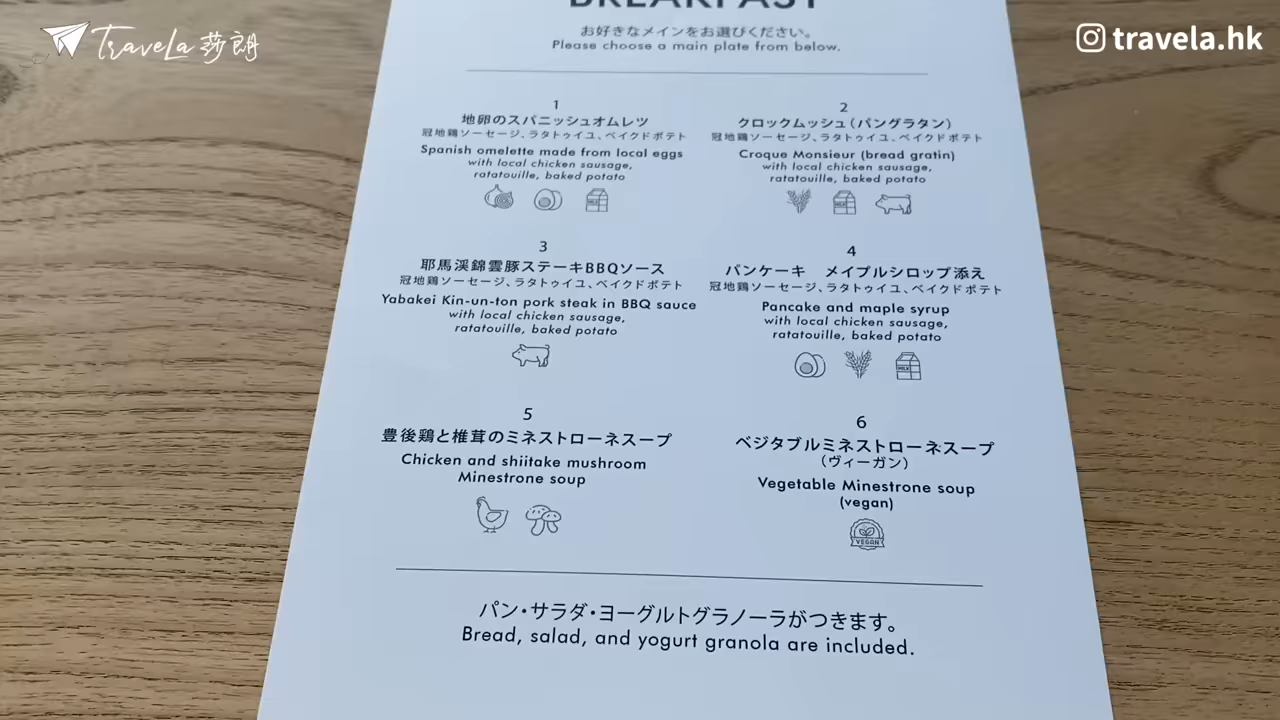 Travela莎朗
travela.hk
BREAKFAST
お好きなメインをお選びください。
Please choose a main plate from below.
1
地卵のスパニッシュオムレツ
冠地鶏ソーセージ、ラタトゥイユ、ベイクドポテト
Spanish omelette made from local eggs
with local chicken sausage,
ratatouille, baked potato
MILK
2
クロックムッシュ(パングラタン)
冠地鶏ソーセージ、ラタトゥイユ、ベイクドポテト
Croque Monsieur (bread gratin)
with local chicken sausage,
ratatouille, baked potato
MILK
3
耶馬渓錦雲豚ステーキBBQソース
冠地鶏ソーセージ、ラタトゥイユ、ベイクドポテト
Yabakei Kin-un-ton pork steak in BBQ sauce
with local chicken sausage,
ratatouille, baked potato
4
パンケーキ メイプルシロップ添え
冠地鶏ソーセージ、ラタトゥイユ、ベイクドポテト
Pancake and maple syrup
with local chicken sausage,
ratatouille, baked potato
MILK
5
豊後鶏と椎茸のミネストローネスープ
Chicken and shiitake mushroom
Minestrone soup
6
ベジタブルミネストローネスープ
(ヴィーガン)
Vegetable Minestrone soup
(vegan)
VEGAN
パン・サラダ・ヨーグルトグラノーラがつきます。
Bread, salad, and yogurt granola are included.